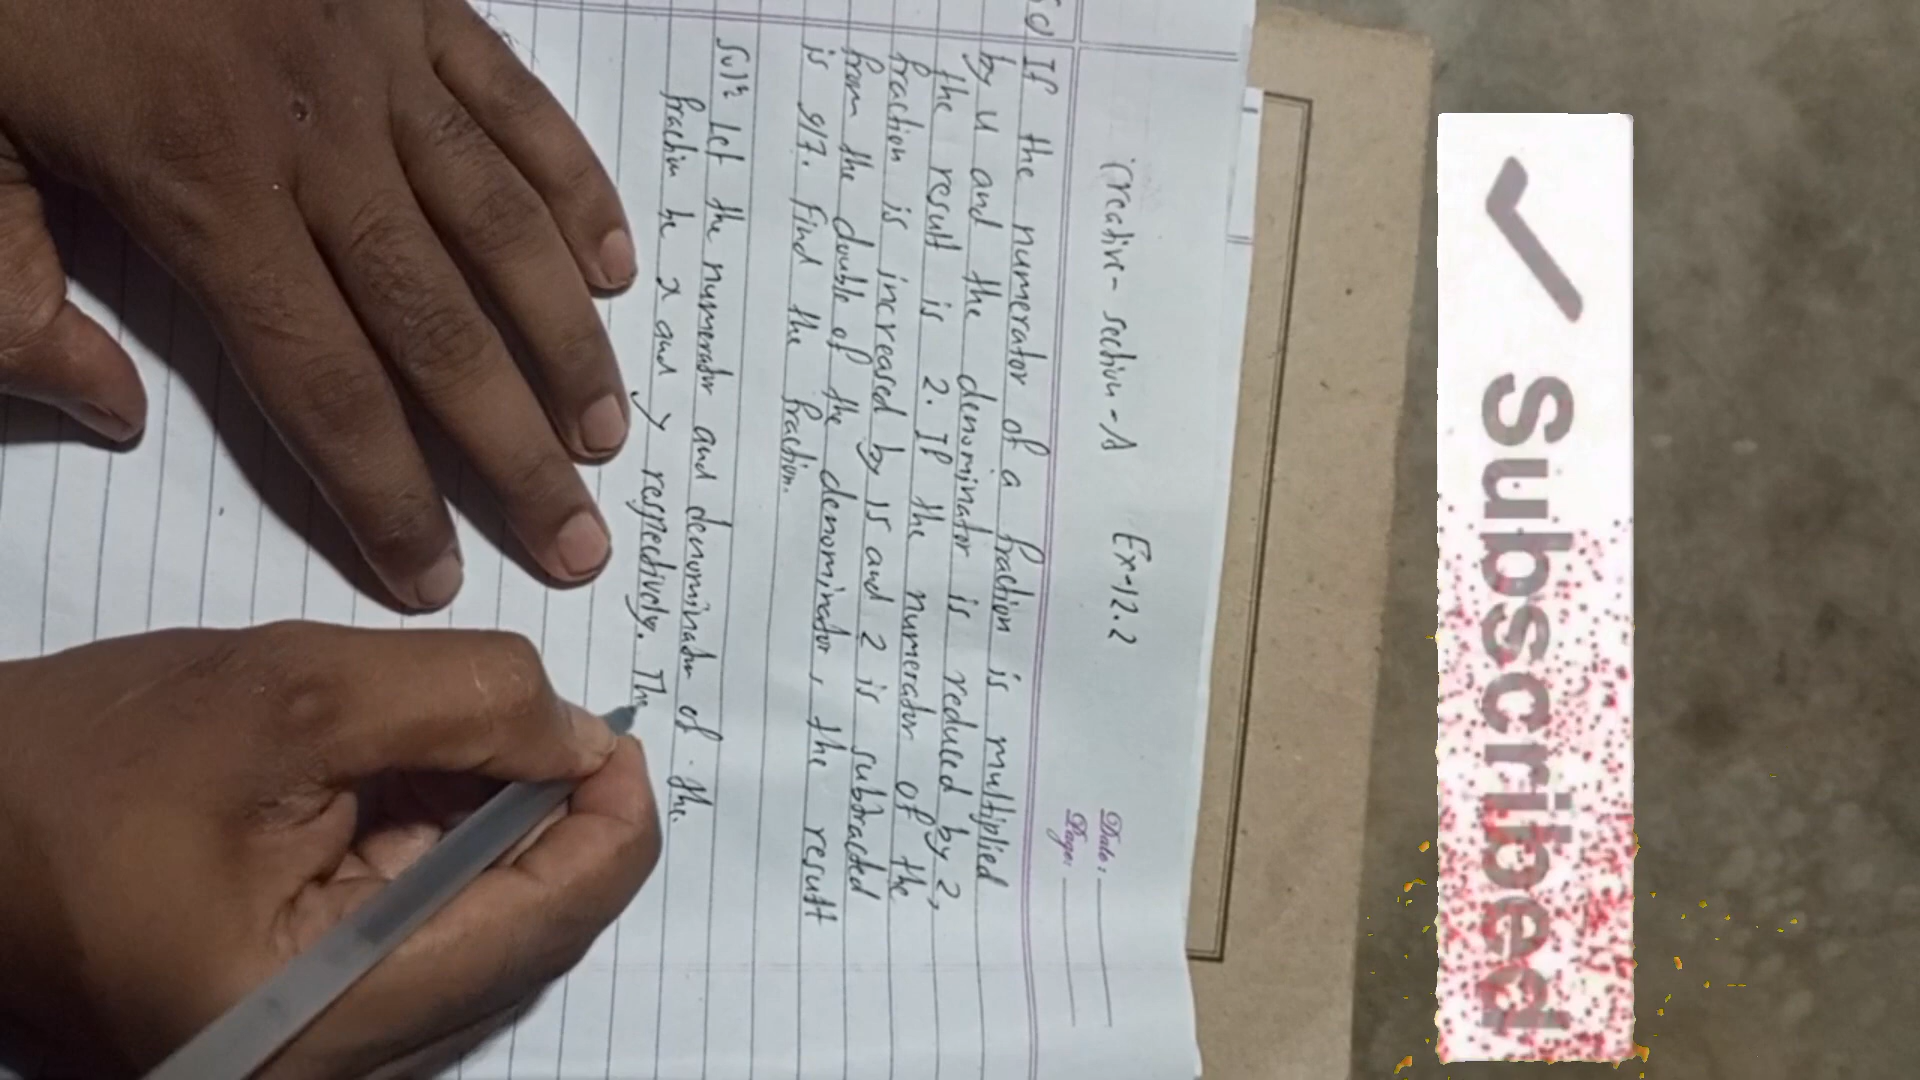 Creative-section-A Ex-12.2
Date:
Page:
If the numerator of a fraction is multiplied
by 4 and the denominator is reduced by 2,
the result is 2. If the numerator of the
fraction is increased by 15 and 2 is subtracted
from the double of the denominator, the result
is 9/7. Find the fraction.
Solⁿ: let the numerator and denominator of the
fraction be x and y respectively. The
✓ Subscribed